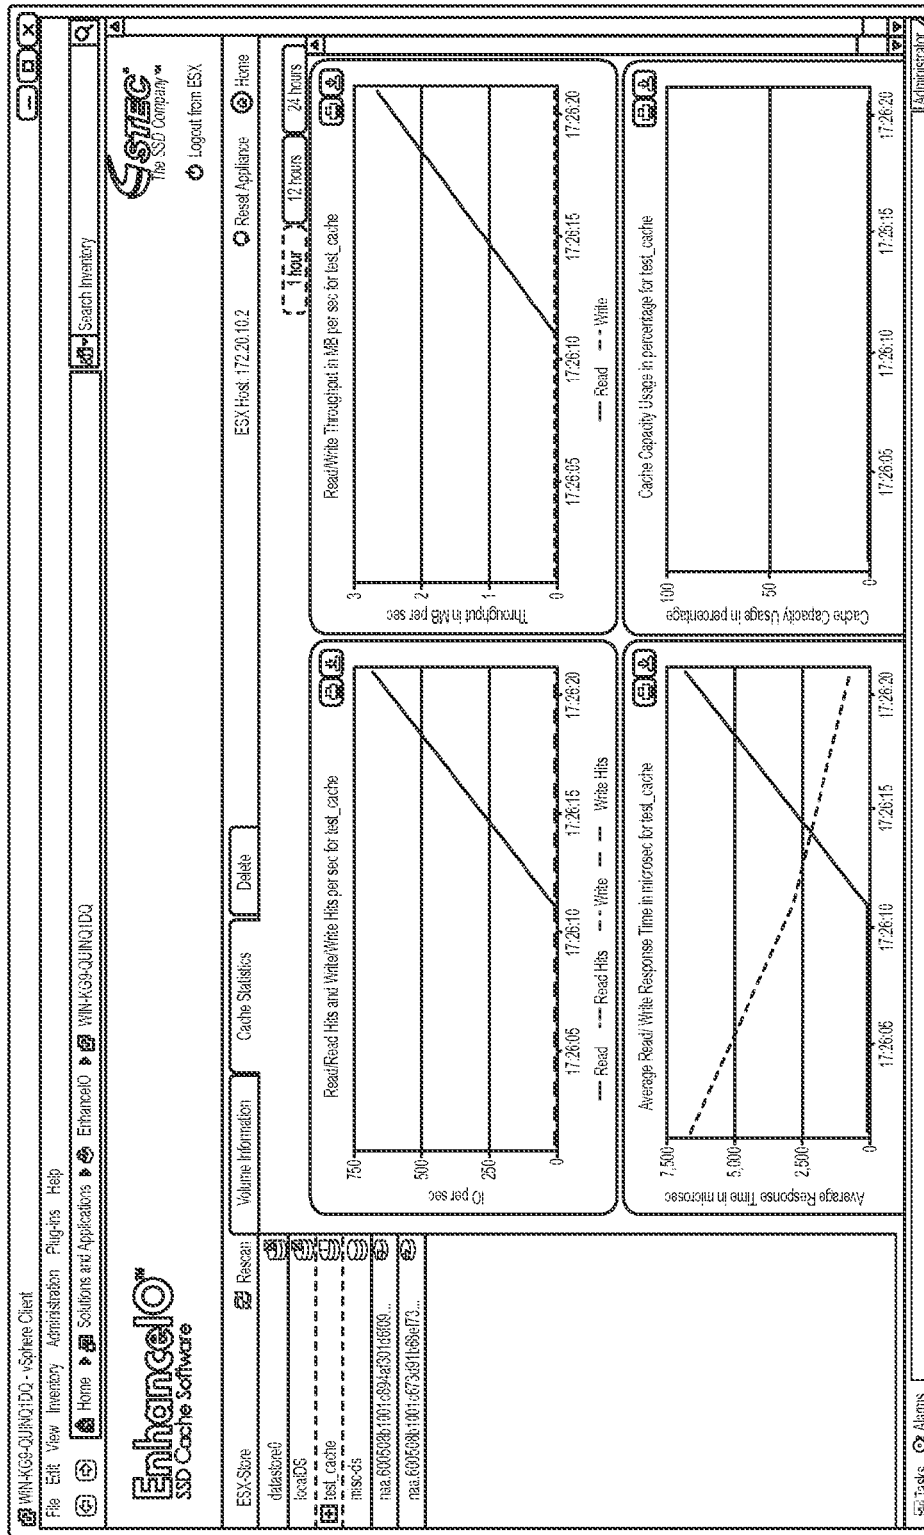 WIN-KG9-QUINQ1DQ - vSphere Client
File Edit View Inventory Administration Plug-ins Help
Home Solutions and Applications EnhanceIO WIN-KG9-QUINQ1DQ
Search Inventory
EnhanceIO™
SSD Cache Software
STEC®
The SSD Company™
Logout from ESX
ESX-Store
Rescan
Volume Information
Cache Statistics
Delete
ESX Host: 172.20.10.2
Reset Appliance
Home
datastore0
localDS
test_cache
misc-ds
1 hour
12 hours
24 hours
Read/Read Hits and Write/Write Hits per sec for test_cache
IO per sec
750
500
250
0
17:26:05
17:26:10
17:26:15
17:26:20
Read Read Hits Write Write Hits
Read/Write Throughput in MB per sec for test_cache
Throughput in MB per sec
3
2
1
0
17:26:05
17:26:10
17:26:15
17:26:20
Read Write
Average Read/ Write Response Time in microsec for test_cache
Average Response Time in microsec
7,500
5,000
2,500
0
17:26:05
17:26:10
17:26:15
17:26:20
Cache Capacity Usage in percentage for test_cache
Cache Capacity Usage in percentage
100
50
0
17:26:05
17:26:10
17:26:15
17:26:20
Tasks Alarms
Administrator